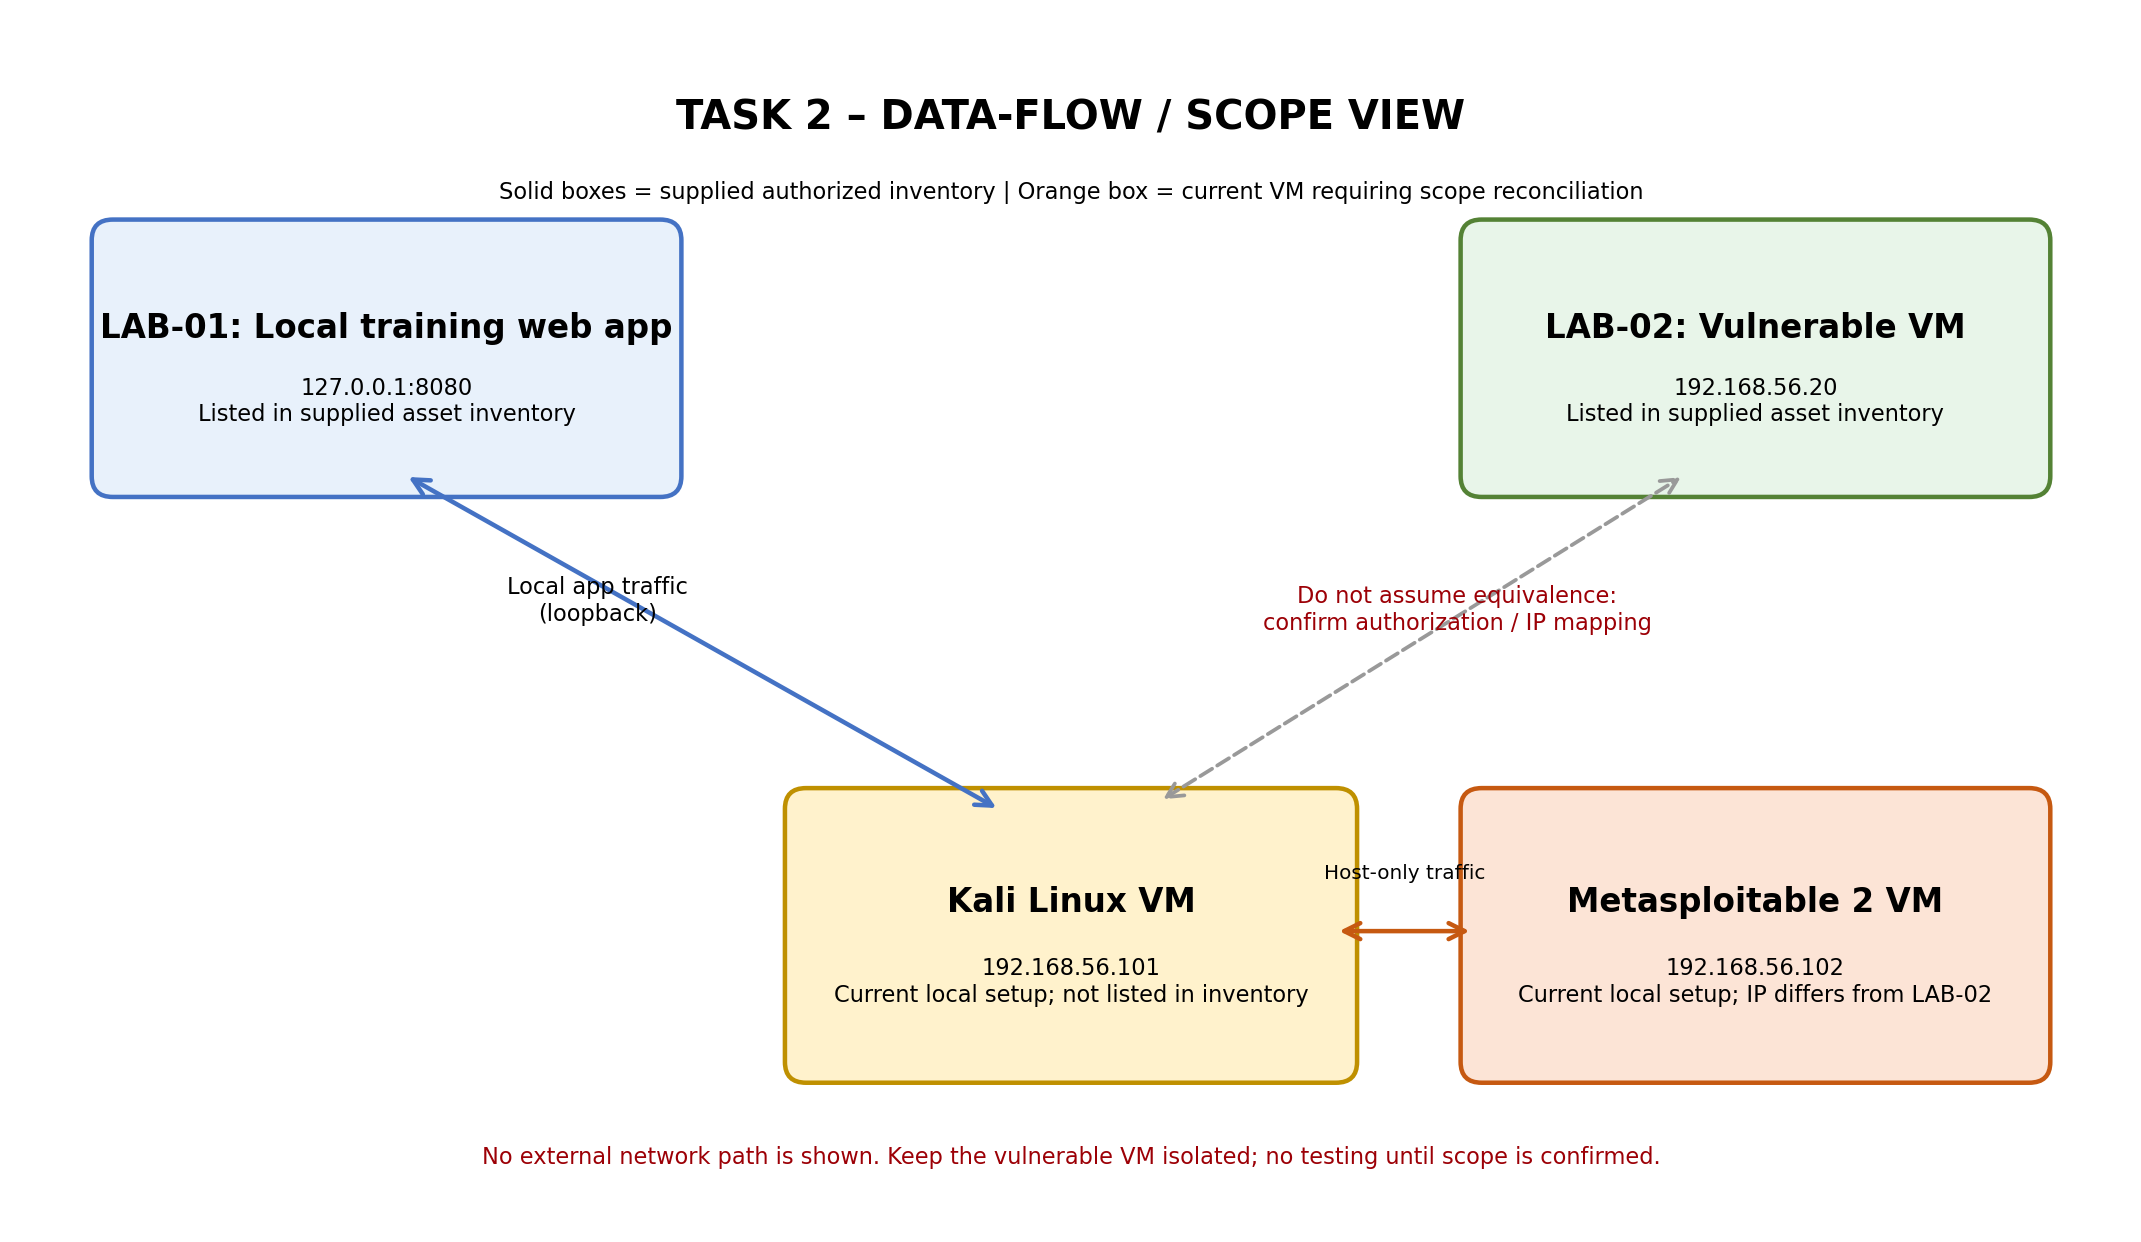 TASK 2 – DATA-FLOW / SCOPE VIEW
Solid boxes = supplied authorized inventory | Orange box = current VM requiring scope reconciliation
LAB-01: Local training web app
127.0.0.1:8080
Listed in supplied asset inventory
LAB-02: Vulnerable VM
192.168.56.20
Listed in supplied asset inventory
Local app traffic
(loopback)
Do not assume equivalence:
confirm authorization / IP mapping
Kali Linux VM
192.168.56.101
Current local setup; not listed in inventory
Host-only traffic
Metasploitable 2 VM
192.168.56.102
Current local setup; IP differs from LAB-02
No external network path is shown. Keep the vulnerable VM isolated; no testing until scope is confirmed.